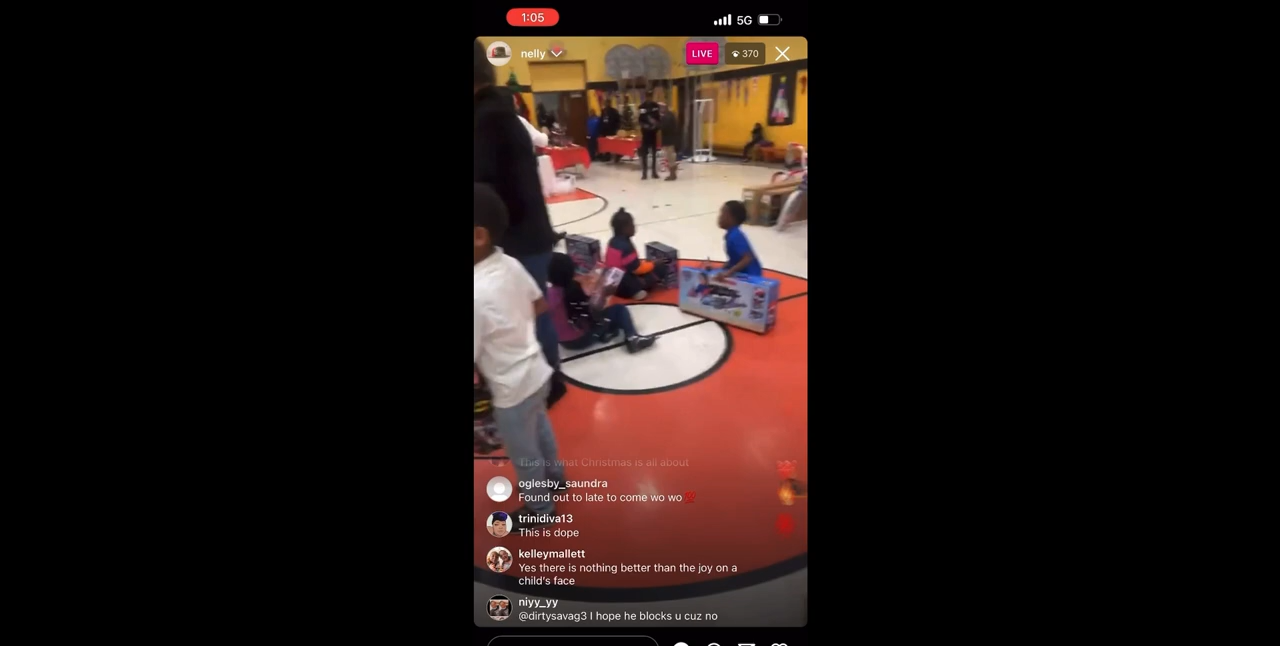 1:05
5G
nelly
LIVE
370
This is what Christmas is all about
oglesby_saundra
Found out to late to come wo wo 💯
trinidiva13
This is dope
kelleymallett
Yes there is nothing better than the joy on a
child's face
niyy_yy
@dirtysavag3 I hope he blocks u cuz no